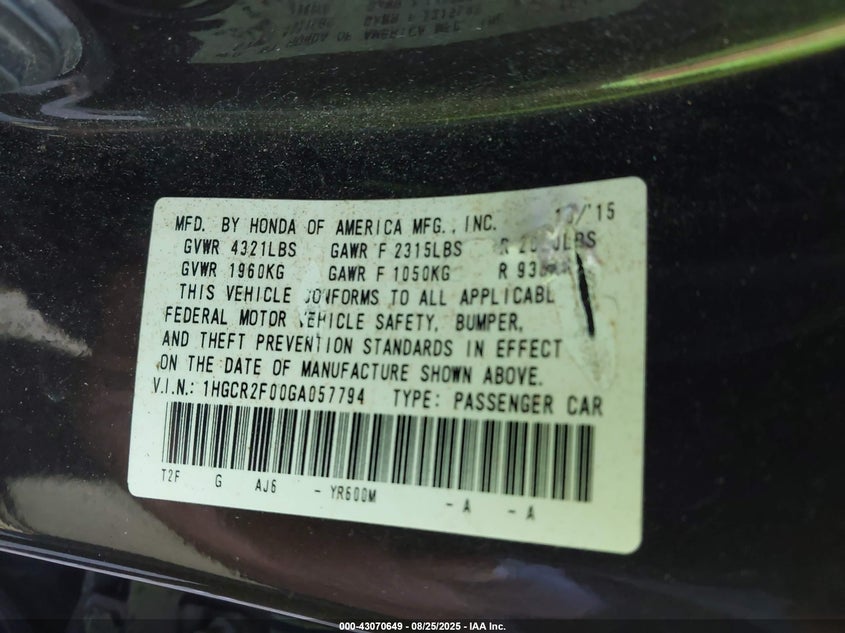 MFD. BY HONDA OF AMERICA MFG., INC. 10/'15
GVWR 4321LBS GAWR F 2315LBS R
GVWR 1960KG GAWR F 1050KG R
THIS VEHICLE CONFORMS TO ALL APPLICABL
FEDERAL MOTOR VEHICLE SAFETY, BUMPER,
AND THEFT PREVENTION STANDARDS IN EFFECT
ON THE DATE OF MANUFACTURE SHOWN ABOVE.
V.I.N.: 1HGCR2F00GA057794 TYPE: PASSENGER CAR
T2F G AJ6 - YR600M - A - A
000-43070649 - 08/25/2025 - IAA Inc.